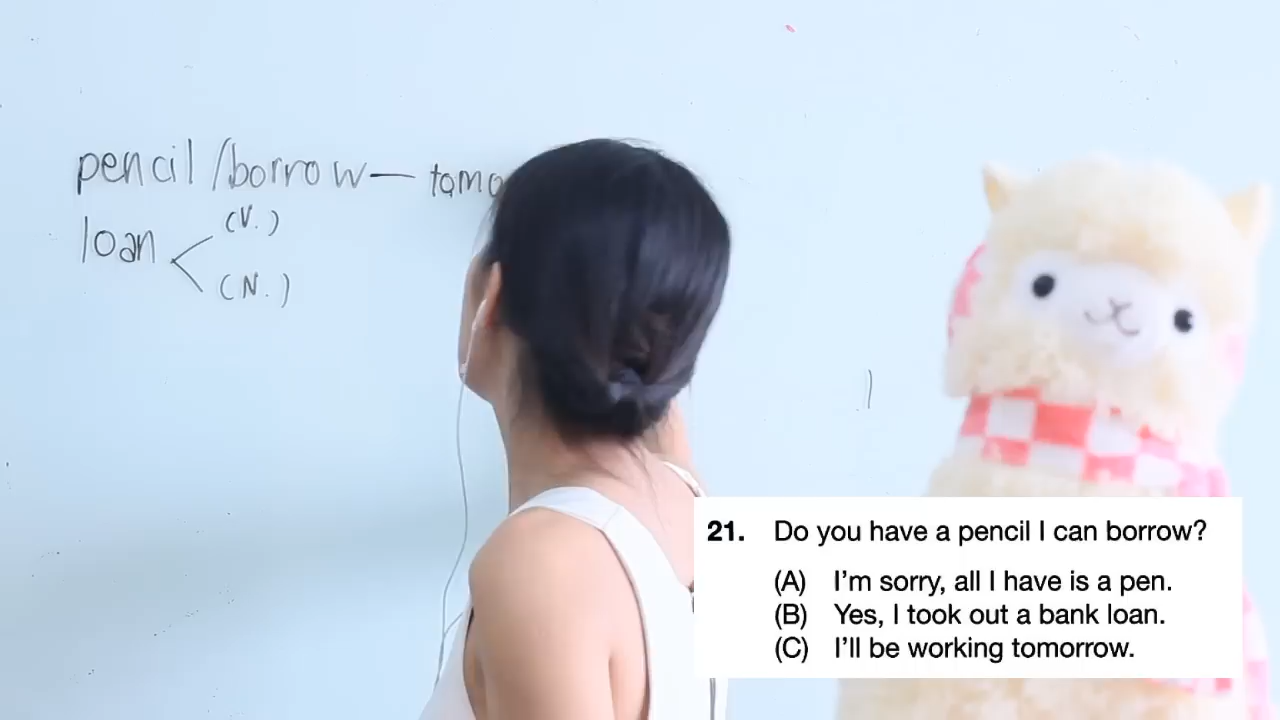 pencil / borrow — tomo
loan < (V.)
(N.)
21. Do you have a pencil I can borrow?
(A) I'm sorry, all I have is a pen.
(B) Yes, I took out a bank loan.
(C) I'll be working tomorrow.